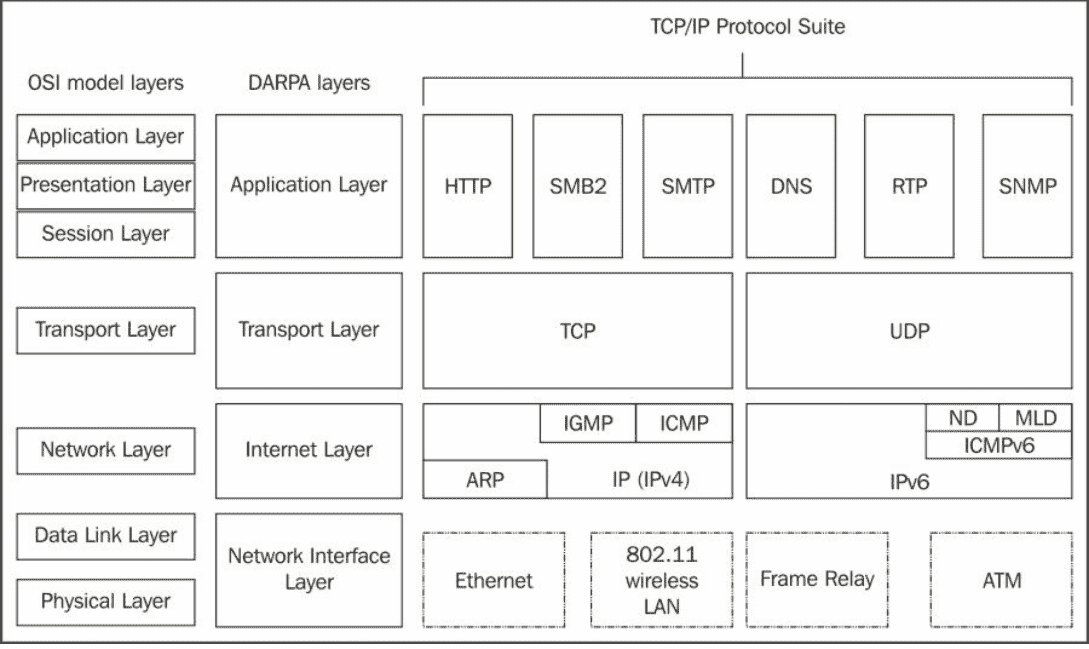 TCP/IP Protocol Suite
OSI model layers
DARPA layers
Application Layer
Presentation Layer
Session Layer
Application Layer
HTTP
SMB2
SMTP
DNS
RTP
SNMP
Transport Layer
Transport Layer
TCP
UDP
Network Layer
Internet Layer
IGMP
ICMP
ARP
IP (IPv4)
ND
MLD
ICMPv6
IPv6
Data Link Layer
Physical Layer
Network Interface
Layer
Ethernet
802.11
wireless
LAN
Frame Relay
ATM